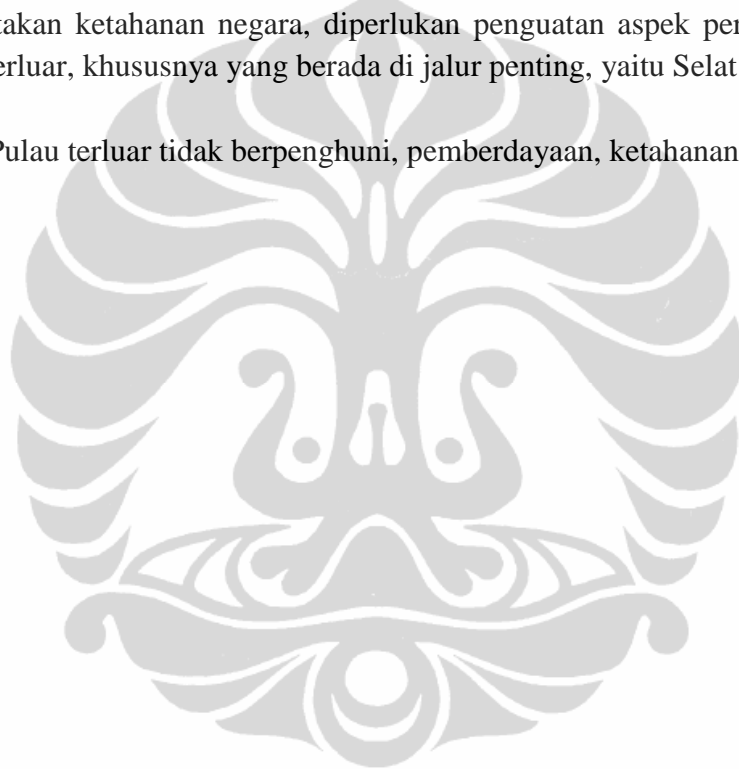 takan ketahanan negara, diperlukan penguatan aspek per
erluar, khususnya yang berada di jalur penting, yaitu Selat
Pulau terluar tidak berpenghuni, pemberdayaan, ketahanan